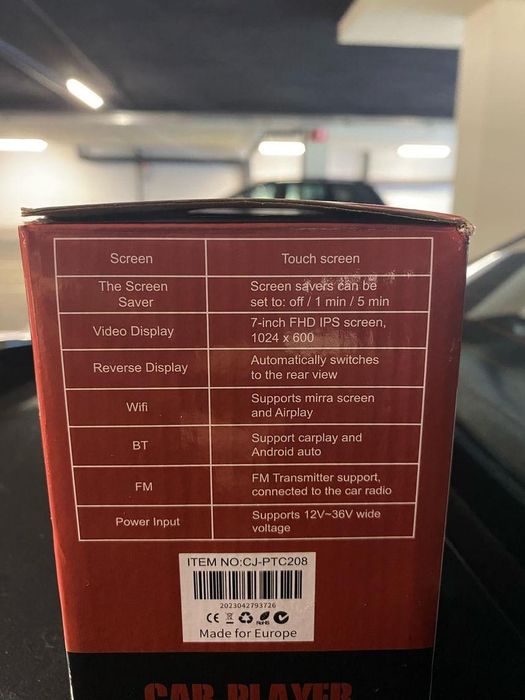 Screen
Touch screen
The Screen
Saver
Screen savers can be
set to: off / 1 min / 5 min
Video Display
7-inch FHD IPS screen,
1024 x 600
Reverse Display
Automatically switches
to the rear view
Wifi
Supports mirra screen
and Airplay
BT
Support carplay and
Android auto
FM
FM Transmitter support,
connected to the car radio
Power Input
Supports 12V~36V wide
voltage
ITEM NO:CJ-PTC208
2023042793726
CE
Made for Europe
CAR PLAYER